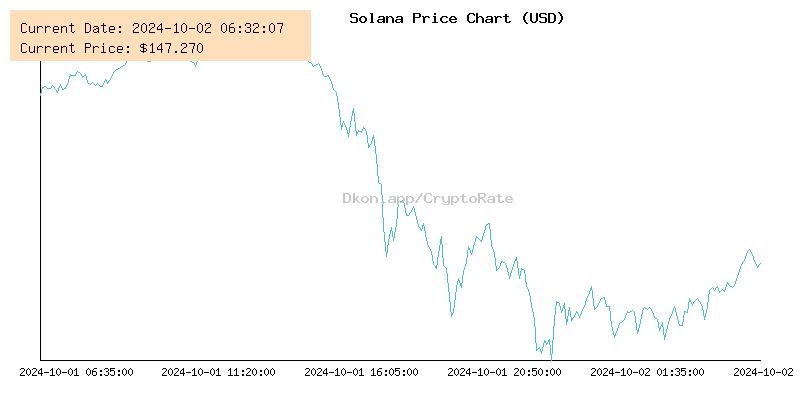 Solana Price Chart (USD)
Current Date: 2024-10-02 06:32:07
Current Price: $147.270
Dkon.app/CryptoRate
2024-10-01 06:35:00
2024-10-01 11:20:00
2024-10-01 16:05:00
2024-10-01 20:50:00
2024-10-02 01:35:00
2024-10-02